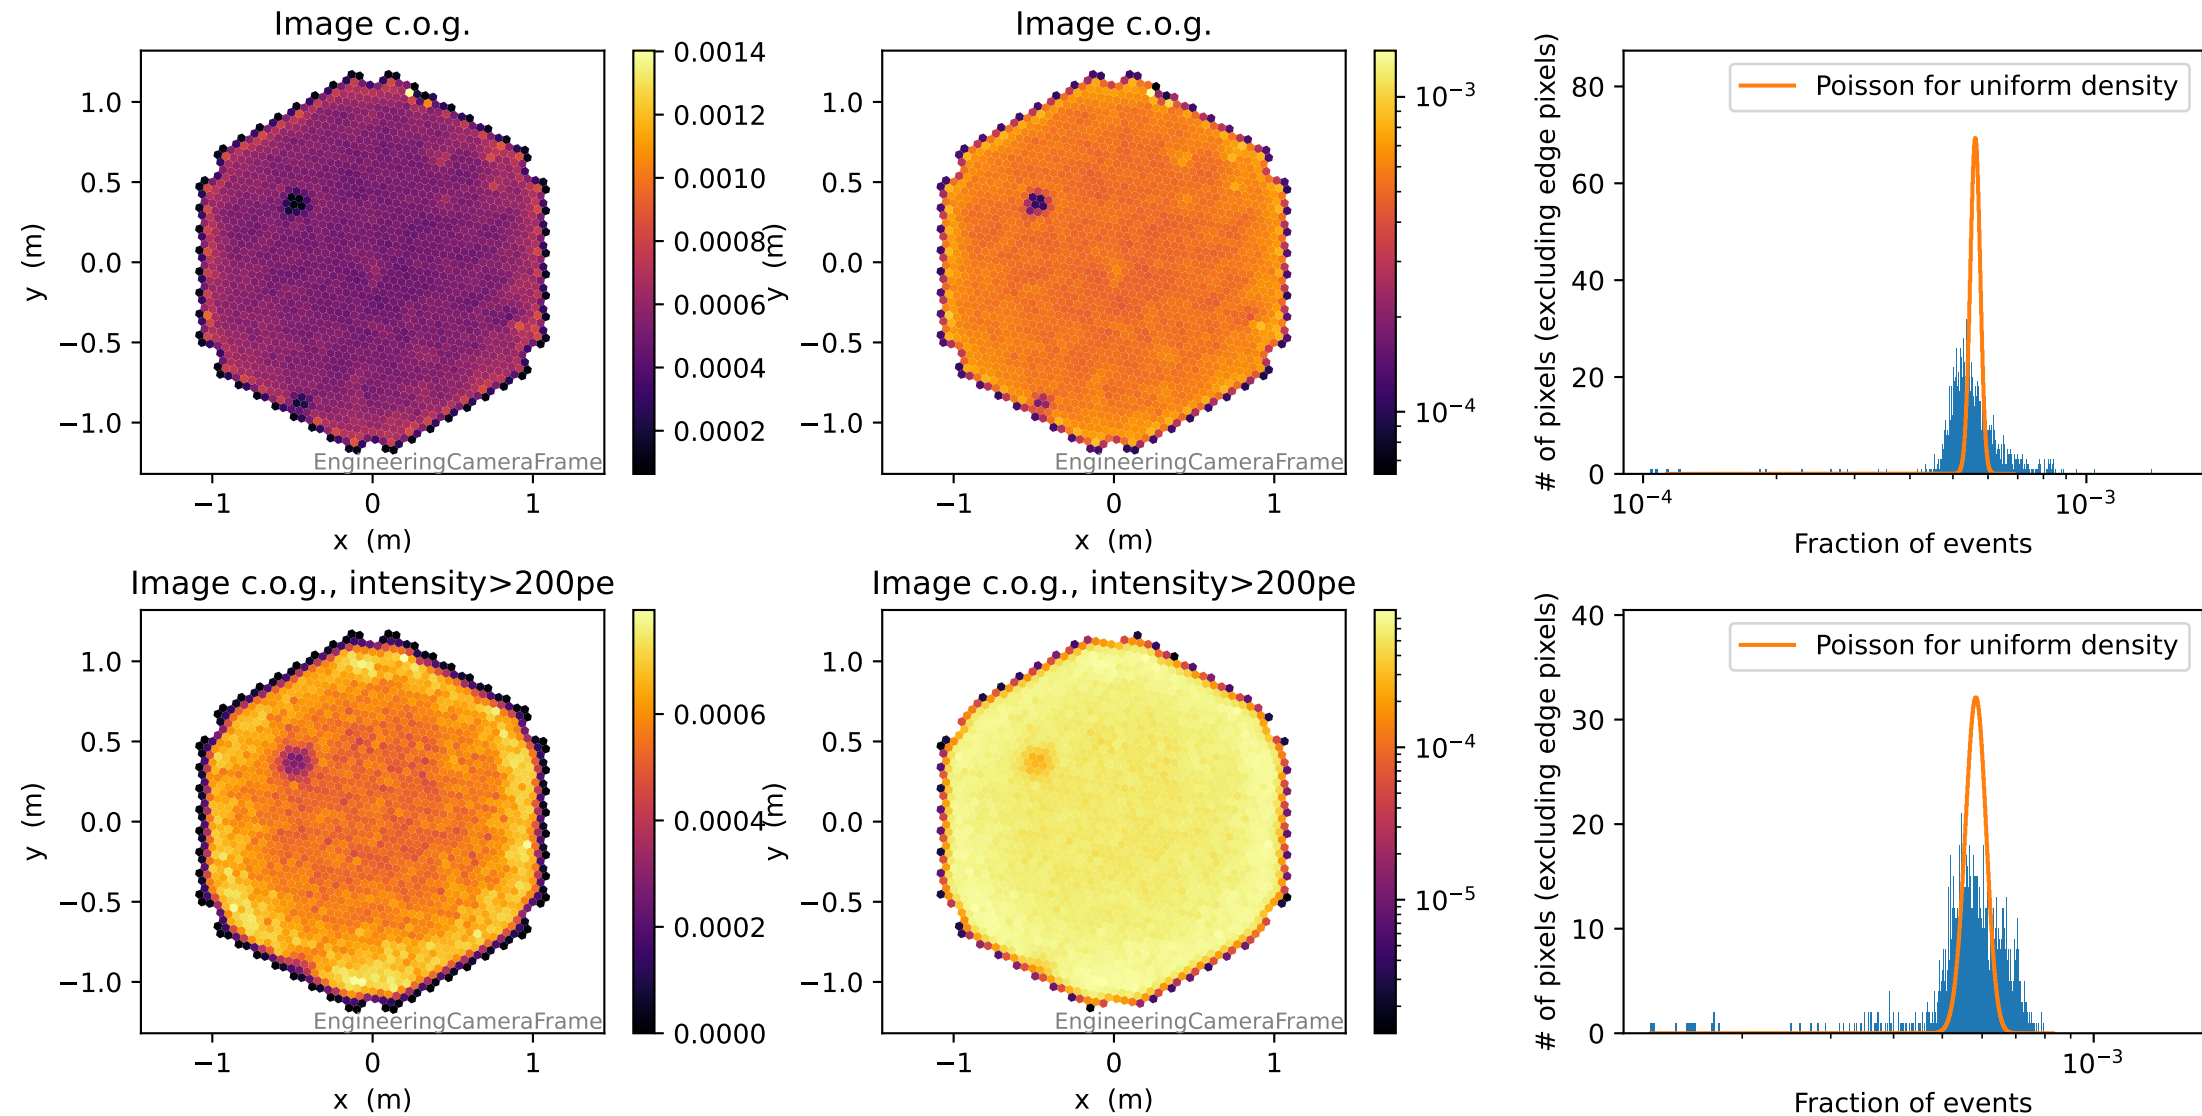 Image c.o.g.
y (m)
1.0
0.5
0.0
−0.5
−1.0
−1
0
1
x (m)
EngineeringCameraFrame
0.0014
0.0012
0.0010
0.0008
0.0006
0.0004
0.0002
Image c.o.g.
y (m)
1.0
0.5
0.0
−0.5
−1.0
−1
0
1
x (m)
EngineeringCameraFrame
10⁻³
10⁻⁴
# of pixels (excluding edge pixels)
80
60
40
20
0
Poisson for uniform density
10⁻⁴
10⁻³
Fraction of events
Image c.o.g., intensity>200pe
y (m)
1.0
0.5
0.0
−0.5
−1.0
−1
0
1
x (m)
EngineeringCameraFrame
0.0006
0.0004
0.0002
0.0000
Image c.o.g., intensity>200pe
y (m)
1.0
0.5
0.0
−0.5
−1.0
−1
0
1
x (m)
EngineeringCameraFrame
10⁻⁴
10⁻⁵
# of pixels (excluding edge pixels)
40
30
20
10
0
Poisson for uniform density
10⁻³
Fraction of events